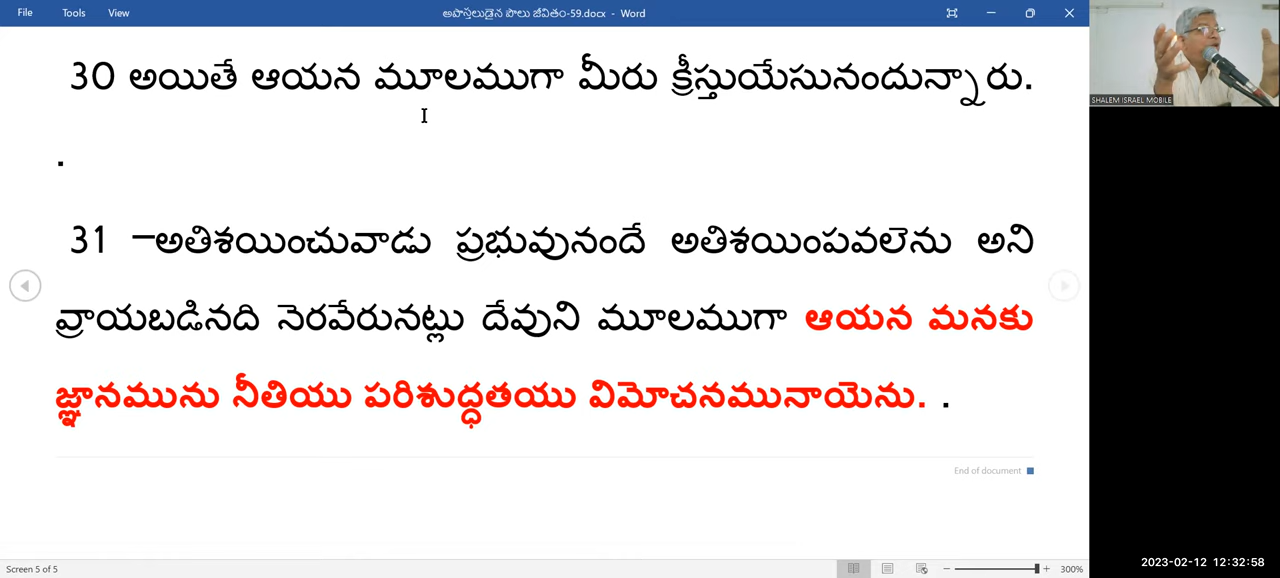 File Tools View అపొస్తలుడైన పౌలు జీవితం-59.docx - Word
30 అయితే ఆయన మూలముగా మీరు క్రీస్తుయేసునందున్నారు.
.
SHALEM ISRAEL MOBILE
31 –అతిశయించువాడు ప్రభువునందే అతిశయింపవలెను అని
వ్రాయబడినది నెరవేరునట్లు దేవుని మూలముగా ఆయన మనకు
జ్ఞానమును నీతియు పరిశుద్ధతయు విమోచనమునాయెను. .
End of document
2023-02-12 12:32:58
Screen 5 of 5 300%